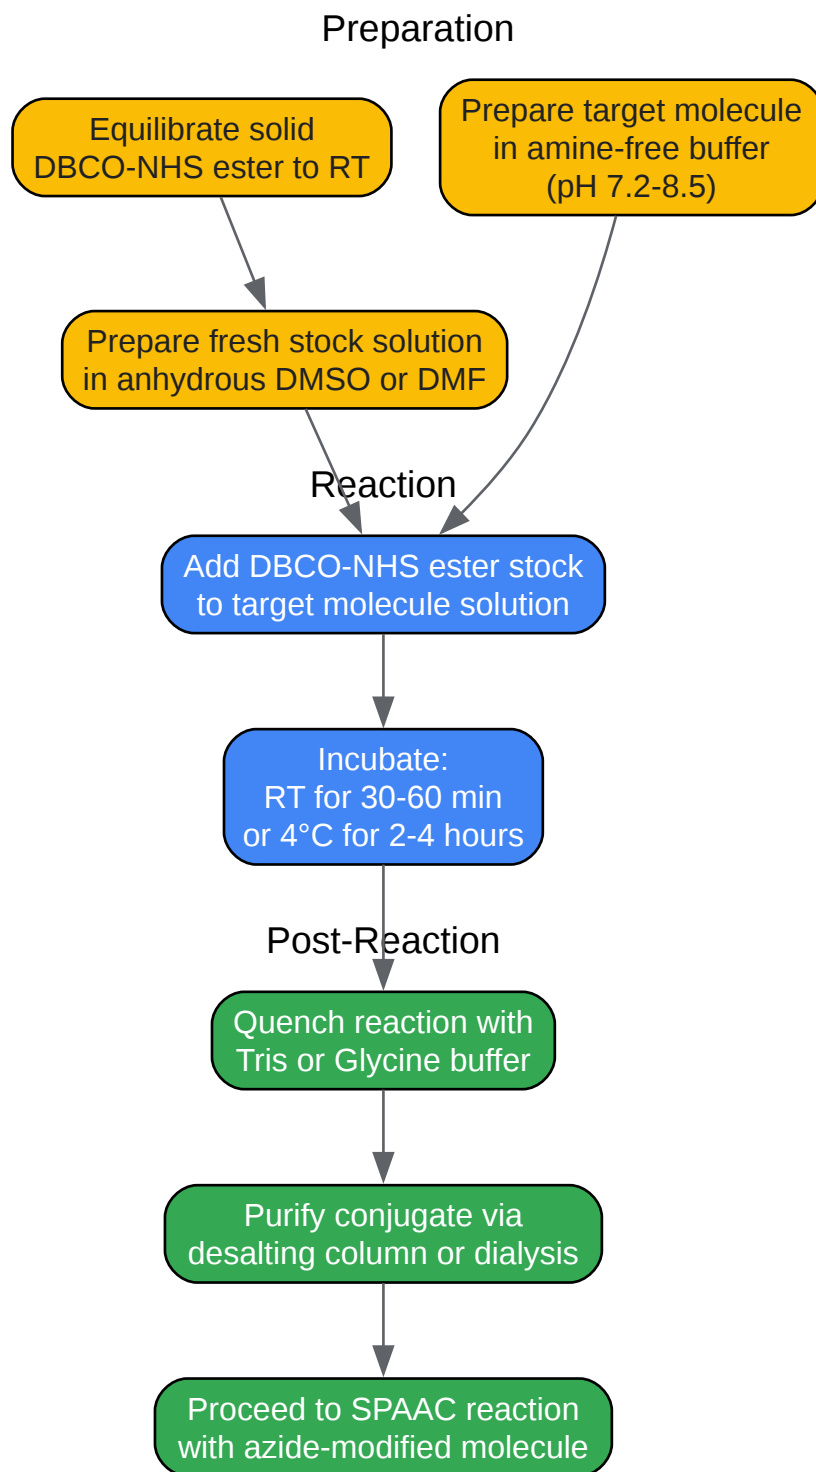 Preparation
Equilibrate solid
DBCO-NHS ester to RT
Prepare target molecule
in amine-free buffer
(pH 7.2-8.5)
Prepare fresh stock solution
in anhydrous DMSO or DMF
Reaction
Add DBCO-NHS ester stock
to target molecule solution
Incubate:
RT for 30-60 min
or 4°C for 2-4 hours
Post-Reaction
Quench reaction with
Tris or Glycine buffer
Purify conjugate via
desalting column or dialysis
Proceed to SPAAC reaction
with azide-modified molecule